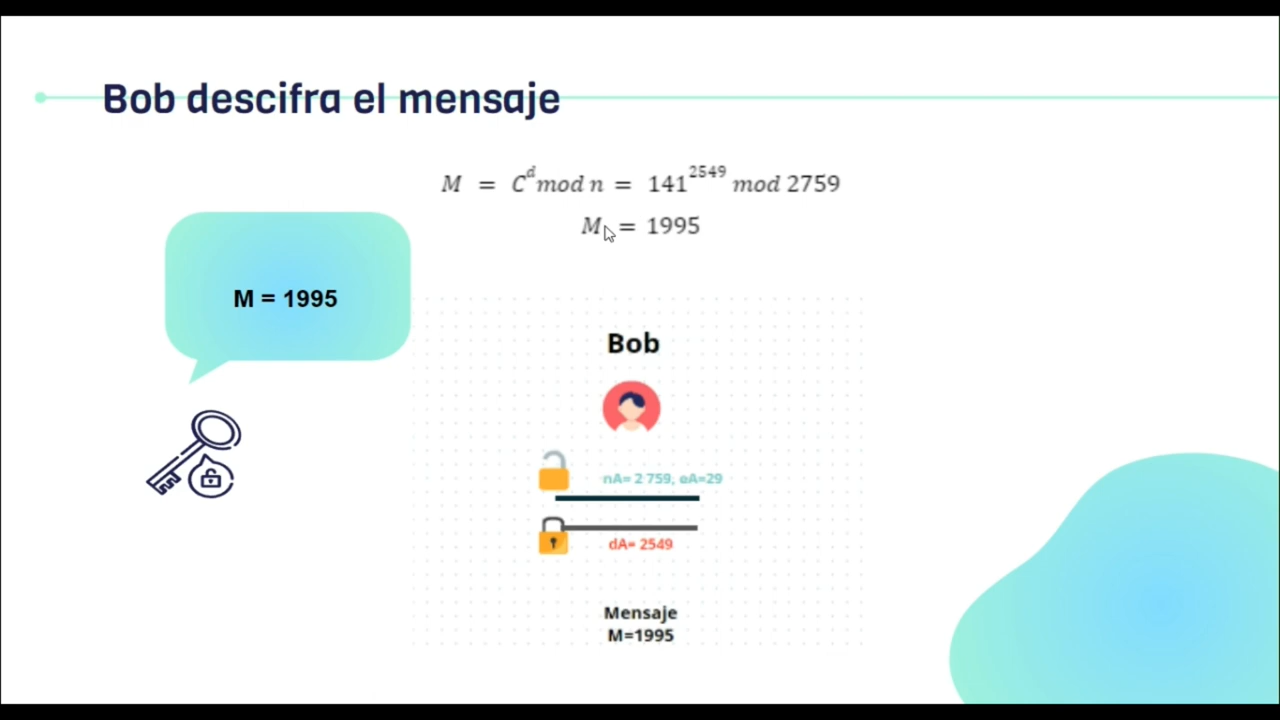 Bob descifra el mensaje
M = C^d mod n = 141^2549 mod 2759
M = 1995
M = 1995
Bob
nA= 2 759, eA=29
dA= 2549
Mensaje
M=1995